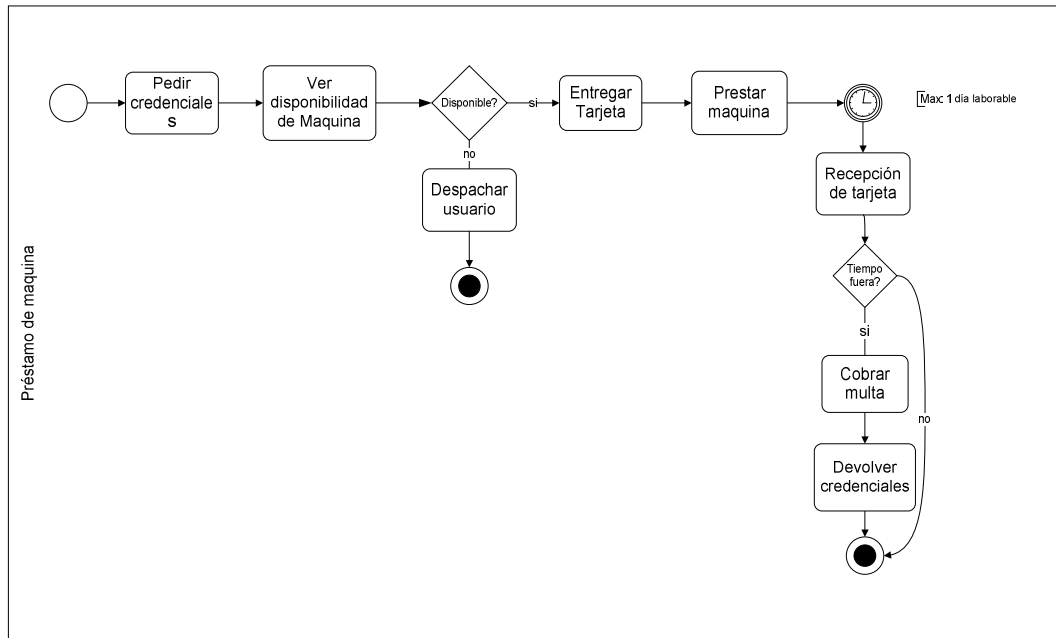 Pedir
credenciale
s
Ver
disponibilidad
de Maquina
Disponible?
si
Entregar
Tarjeta
Prestar
maquina
Max: 1 día laborable
no
Despachar
usuario
Recepción
de tarjeta
Tiempo
fuera?
si
Cobrar
multa
no
Devolver
credenciales
Préstamo de maquina